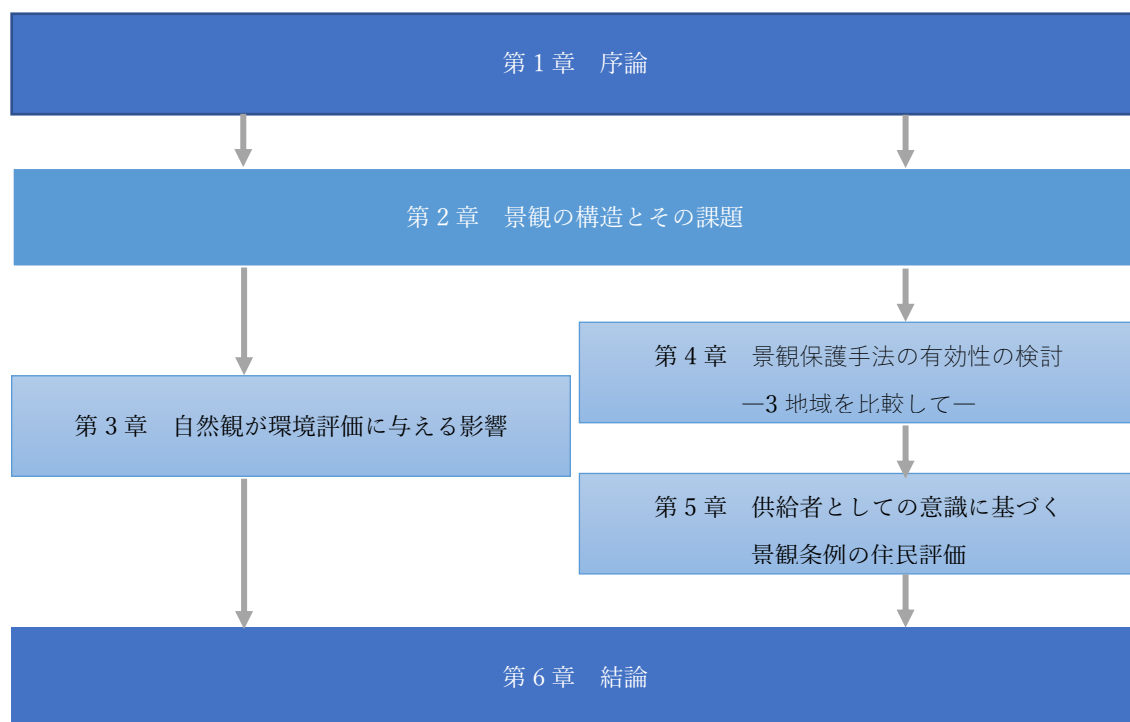 第 1 章　序論
第 2 章　景観の構造とその課題
第 3 章　自然観が環境評価に与える影響
第 4 章　景観保護手法の有効性の検討
―3 地域を比較して―
第 5 章　供給者としての意識に基づく
景観条例の住民評価
第 6 章　結論